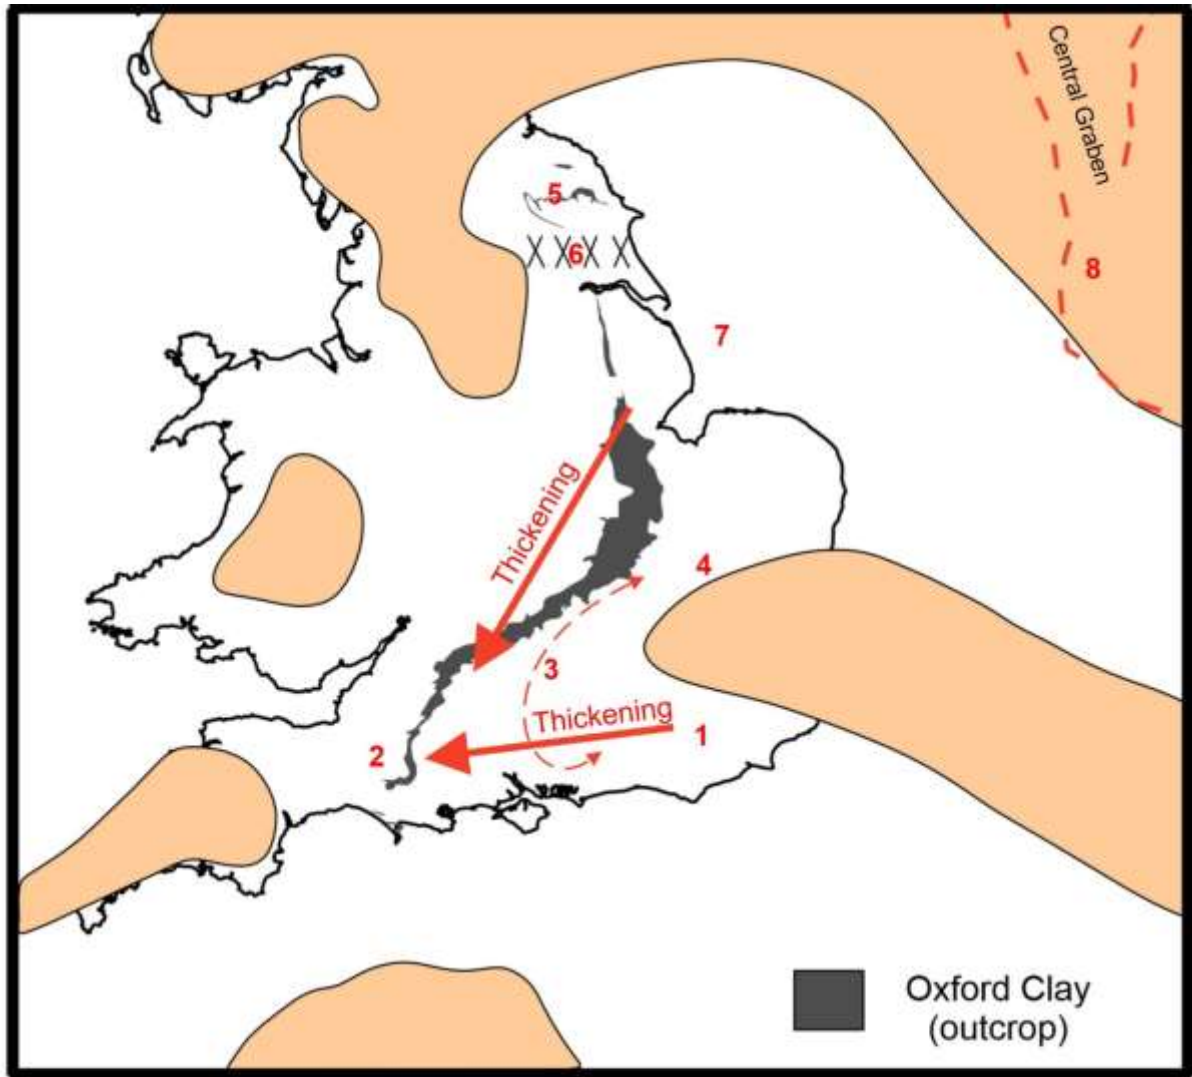 Central Graben
5
X X X X
6
8
7
Thickening
4
3
Thickening
1
2
Oxford Clay
(outcrop)